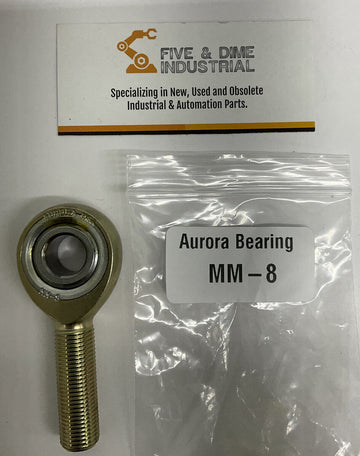 FIVE & DIME
INDUSTRIAL
Specializing in New, Used and Obsolete
Industrial & Automation Parts.
Aurora Bearing
MM-8